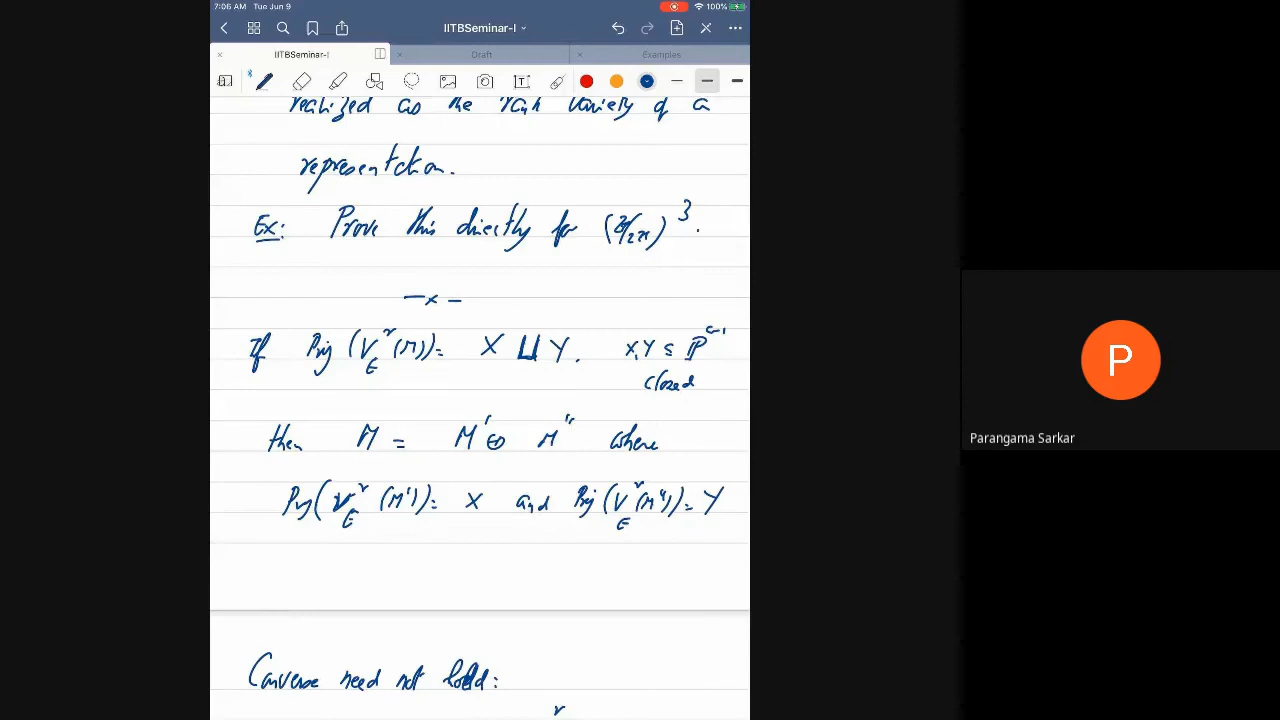 7:06 AM Tue Jun 9
100%
IITBSeminar-I
IITBSeminar-I
Draft
Examples
realized as the rank variety of a
representation.
Ex: Prove this directly for (Z/2Z)^3.
—x—
If Proj (V_E^r(M)) = X ⊔ Y. X, Y ⊆ P^{r-1}
closed
then M = M' ⊕ M'' where
Proj (V_E^r (M')) = X and Proj (V_E^r (M'')) = Y
Converse need not hold:
r
P
Parangama Sarkar